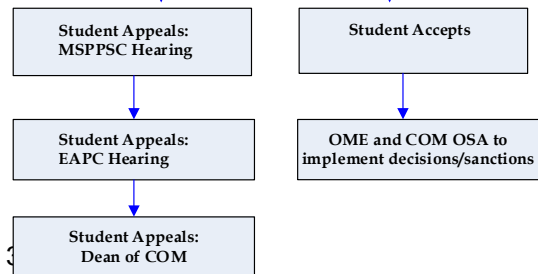 Student Appeals:
MSPPSC Hearing
Student Accepts
Student Appeals:
EAPC Hearing
OME and COM OSA to
implement decisions/sanctions
Student Appeals:
Dean of COM